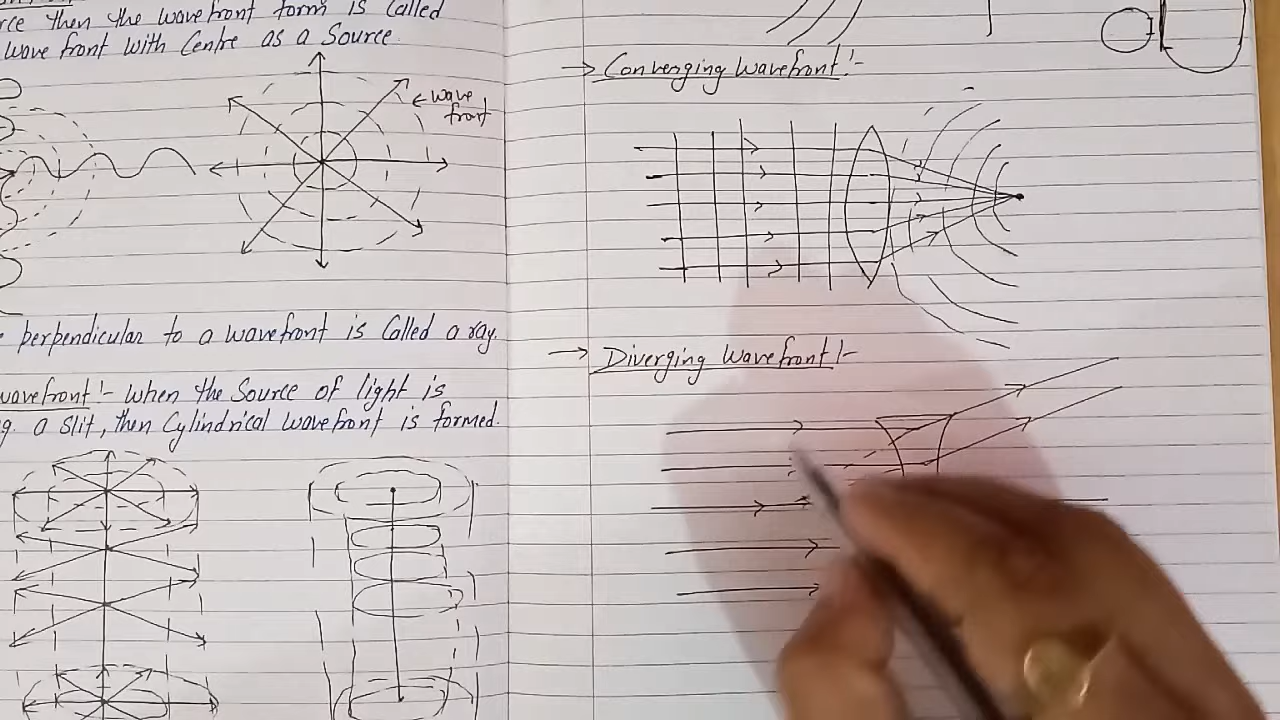 rce then the wavefront form is called
wave front with Centre as a Source.
← wave
front
perpendicular to a wavefront is Called a ray.
wavefront!- when the Source of light is
g. a slit, then Cylindrical wavefront is formed.
→ Converging wavefront!-
→ Diverging wavefront!-